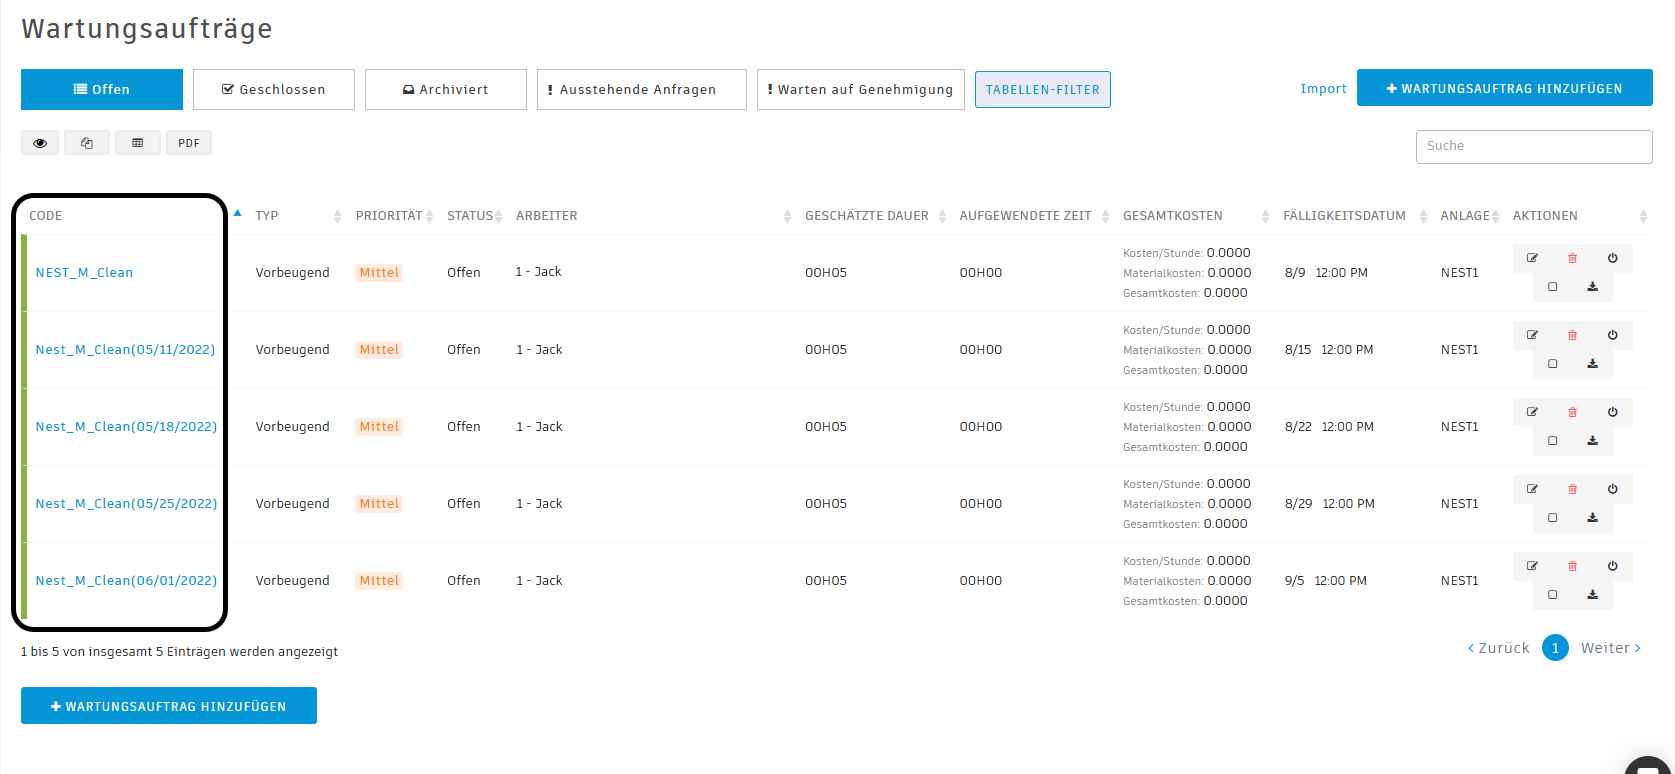 Wartungsaufträge
Offen Geschlossen Archiviert ! Ausstehende Anfragen ! Warten auf Genehmigung TABELLEN-FILTER Import + WARTUNGSAUFTRAG HINZUFÜGEN
PDF Suche
CODE TYP PRIORITÄT STATUS ARBEITER GESCHÄTZTE DAUER AUFGEWENDETE ZEIT GESAMTKOSTEN FÄLLIGKEITSDATUM ANLAGE AKTIONEN
Kosten/Stunde: 0.0000
NEST_M_Clean Vorbeugend Mittel Offen 1 - Jack 00H05 00H00 Materialkosten: 0.0000 8/9 12:00 PM NEST1
Gesamtkosten: 0.0000
Kosten/Stunde: 0.0000
Nest_M_Clean(05/11/2022) Vorbeugend Mittel Offen 1 - Jack 00H05 00H00 Materialkosten: 0.0000 8/15 12:00 PM NEST1
Gesamtkosten: 0.0000
Kosten/Stunde: 0.0000
Nest_M_Clean(05/18/2022) Vorbeugend Mittel Offen 1 - Jack 00H05 00H00 Materialkosten: 0.0000 8/22 12:00 PM NEST1
Gesamtkosten: 0.0000
Kosten/Stunde: 0.0000
Nest_M_Clean(05/25/2022) Vorbeugend Mittel Offen 1 - Jack 00H05 00H00 Materialkosten: 0.0000 8/29 12:00 PM NEST1
Gesamtkosten: 0.0000
Kosten/Stunde: 0.0000
Nest_M_Clean(06/01/2022) Vorbeugend Mittel Offen 1 - Jack 00H05 00H00 Materialkosten: 0.0000 9/5 12:00 PM NEST1
Gesamtkosten: 0.0000
1 bis 5 von insgesamt 5 Einträgen werden angezeigt < Zurück 1 Weiter >
+ WARTUNGSAUFTRAG HINZUFÜGEN